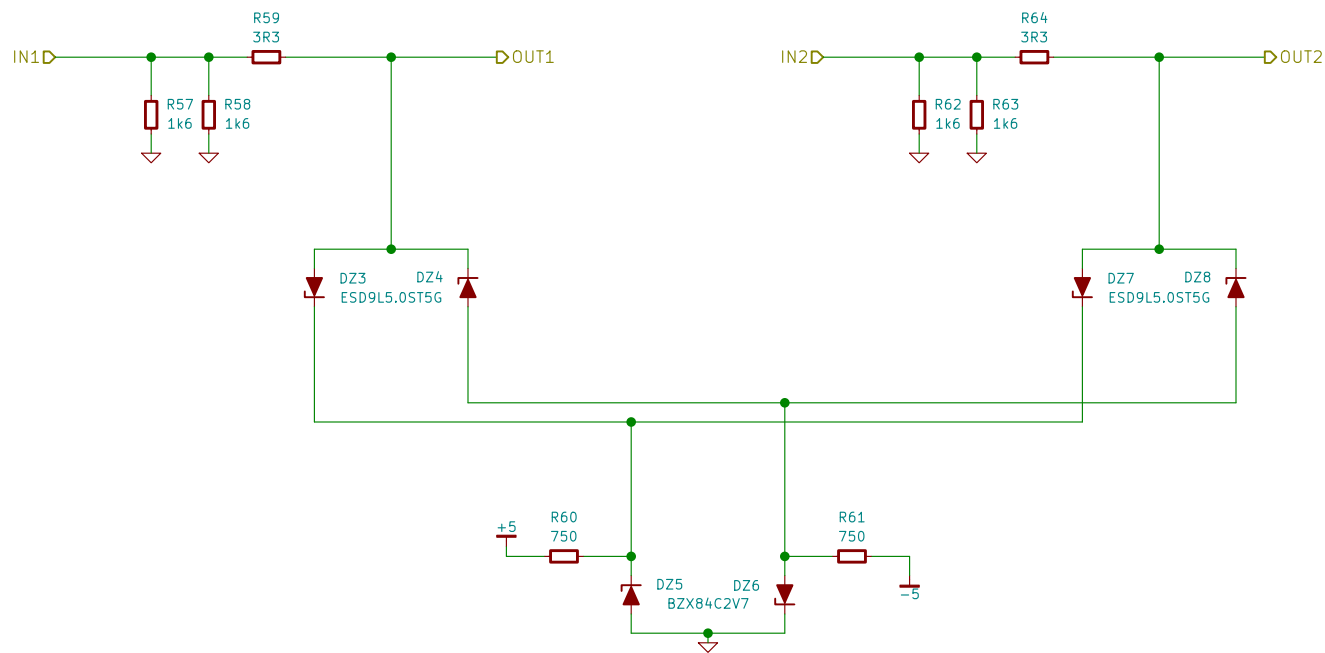 R59
3R3
R64
3R3
IN1
OUT1
IN2
OUT2
R57
1k6
R58
1k6
R62
1k6
R63
1k6
DZ3
DZ4
ESD9L5.0ST5G
DZ7
DZ8
ESD9L5.0ST5G
+5
R60
750
R61
750
DZ5
DZ6
BZX84C2V7
-5